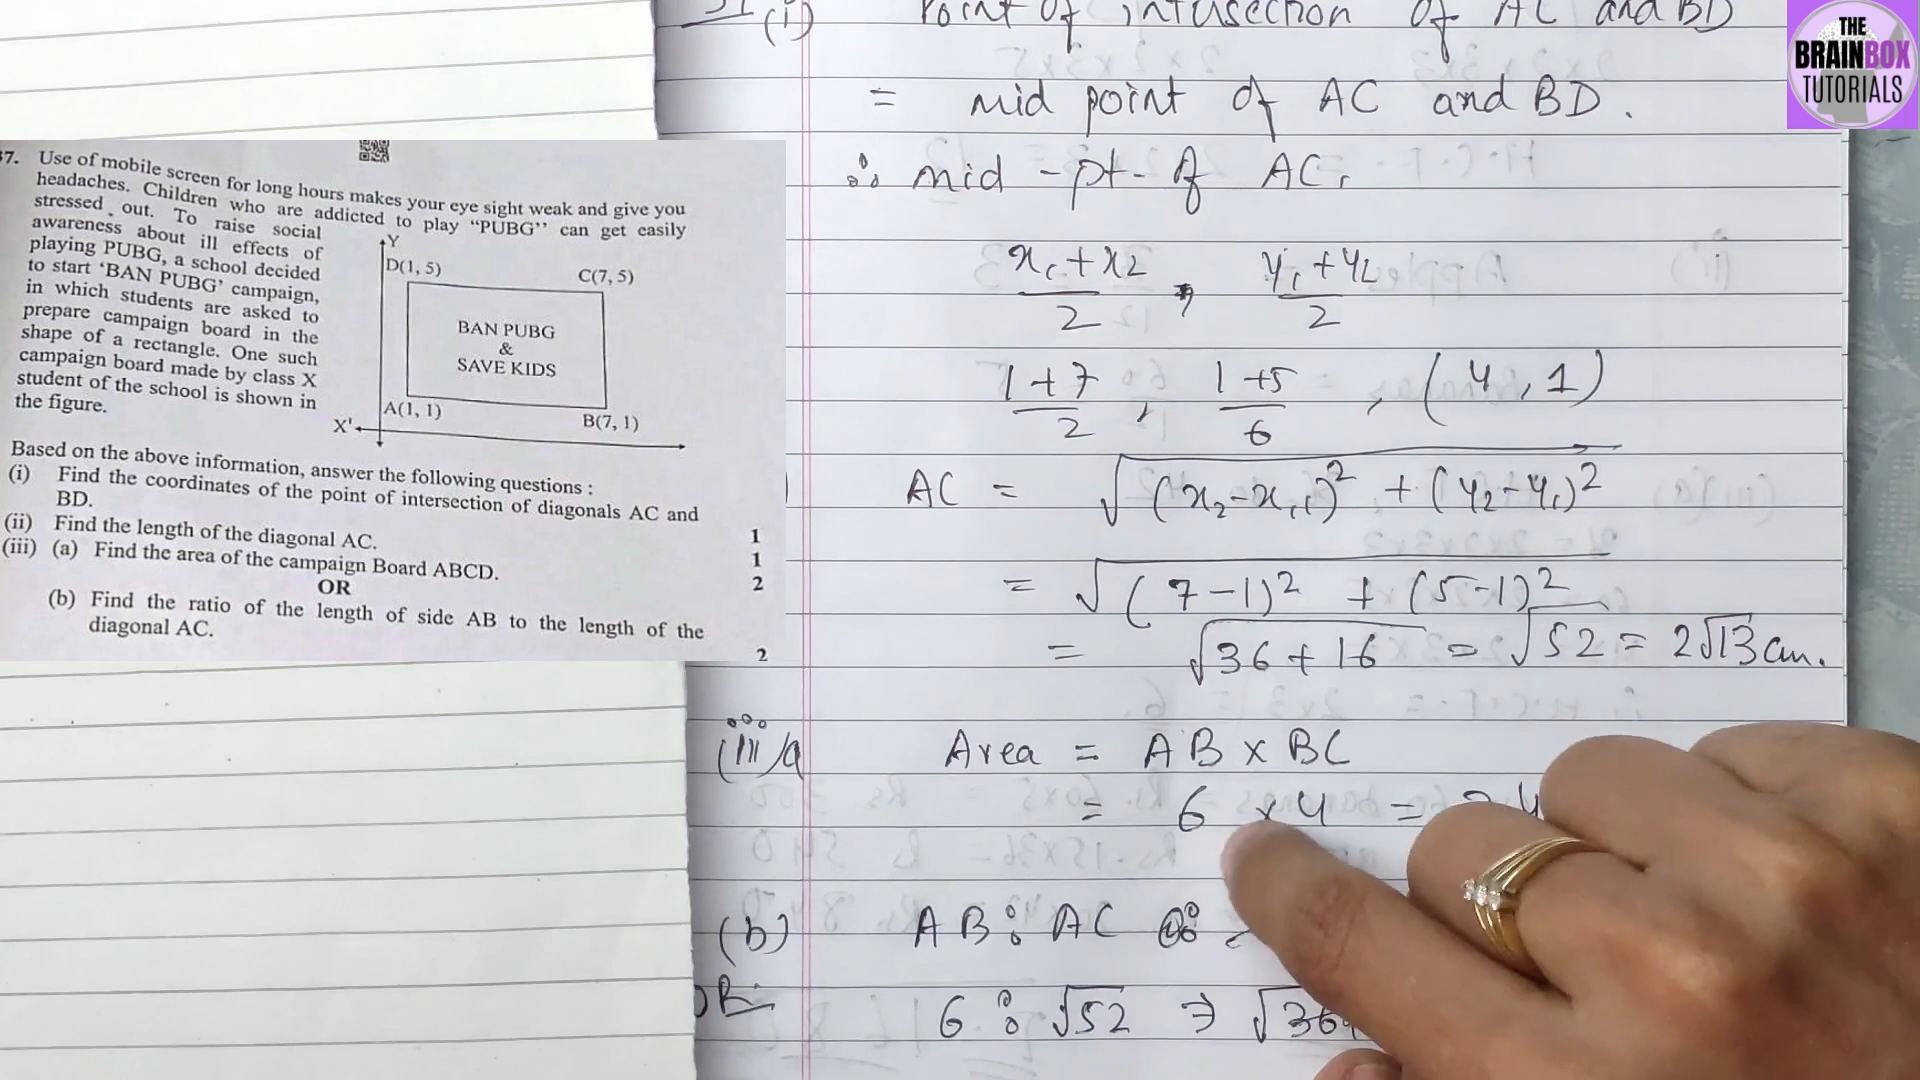 THE
BRAINBOX
TUTORIALS
37. Use of mobile screen for long hours makes your eye sight weak and give you
headaches. Children who are addicted to play “PUBG” can get easily
stressed out. To raise social
awareness about ill effects of
playing PUBG, a school decided
to start ‘BAN PUBG’ campaign,
in which students are asked to
prepare campaign board in the
shape of a rectangle. One such
campaign board made by class X
student of the school is shown in
the figure.
Y
D(1, 5)
C(7, 5)
BAN PUBG
&
SAVE KIDS
A(1, 1)
B(7, 1)
X'
Based on the above information, answer the following questions :
(i) Find the coordinates of the point of intersection of diagonals AC and
BD. 1
(ii) Find the length of the diagonal AC. 1
(iii) (a) Find the area of the campaign Board ABCD. 2
OR
(b) Find the ratio of the length of side AB to the length of the
diagonal AC. 2
(i) Point of intersection of AC and BD
= mid point of AC and BD.
∴ mid-pt- of AC,
x₁+x2/2 , y₁+y2/2
1+7/2 , 1+5/6 , (4,1)
AC = √(x₂-x₁)² + (y₂-y₁)²
= √(7-1)² + (5-1)²
= √36+16 = √52 = 2√13 cm.
(iii/a Area = AB × BC
= 6 × 4 =
(b) AB : AC
OR 6 : √52 ⇒ √36